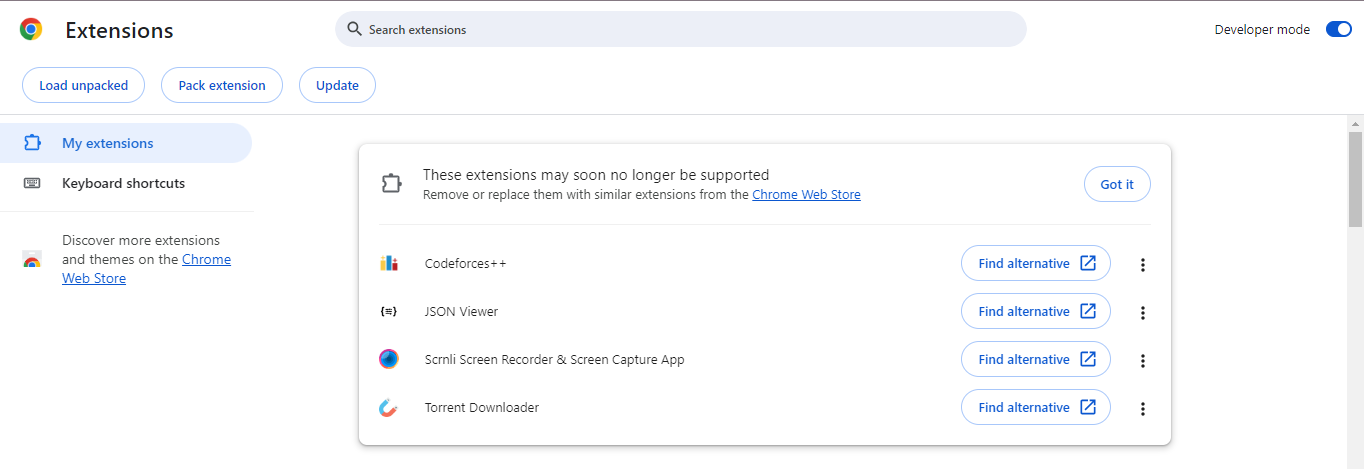 Extensions
Search extensions
Developer mode
Load unpacked
Pack extension
Update
My extensions
Keyboard shortcuts
Discover more extensions
and themes on the Chrome
Web Store
These extensions may soon no longer be supported
Remove or replace them with similar extensions from the Chrome Web Store
Got it
Codeforces++
Find alternative
{≡}
JSON Viewer
Find alternative
Scrnli Screen Recorder & Screen Capture App
Find alternative
Torrent Downloader
Find alternative